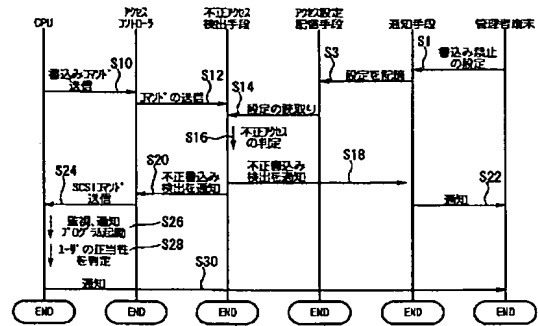 CPU
アクセス
コントローラ
不正アクセス
検出手段
アクセス設定
記憶手段
通知手段
管理者端末
S1
書込み禁止
の設定
S3
設定を記憶
S10
書込みコマンド
送信
S12
コマンドの送信
S14
設定の読取り
S16
不正アクセス
の判定
S18
不正書込み
検出を通知
S20
不正書込み
検出を通知
S22
通知
S24
SCSIコマンド
送信
監視、通知
プログラム起動
S26
ユーザの正当性
を判定
S28
S30
通知
END
END
END
END
END
END